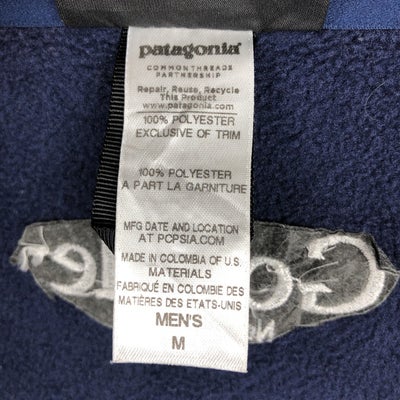 patagonia®
COMMONTHREADS
PARTNERSHIP
Repair, Reuse, Recycle
This Product
www.patagonia.com
100% POLYESTER
EXCLUSIVE OF TRIM
100% POLYESTER
A PART LA GARNITURE
MFG DATE AND LOCATION
AT PCPSIA.COM
MADE IN COLOMBIA OF U.S.
MATERIALS
FABRIQUÉ EN COLOMBIE DES
MATIÈRES DES ETATS-UNIS
MEN'S
M